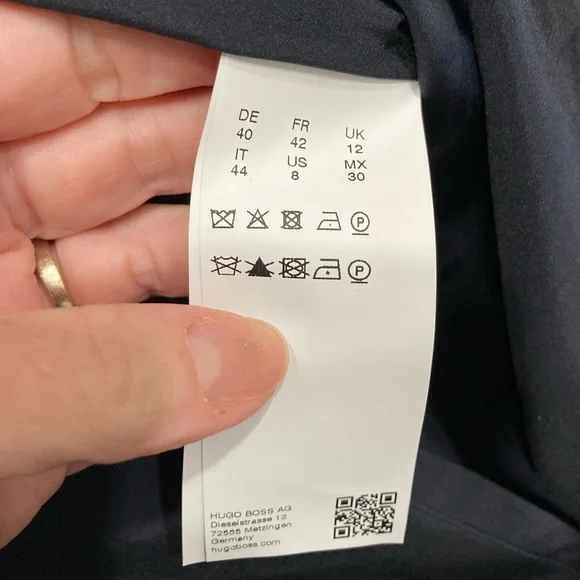 DE FR UK
40 42 12
IT US MX
44 8 30
P
P
HUGO BOSS AG
Dieselstrasse 12
72555 Metzingen
Germany
hugoboss.com